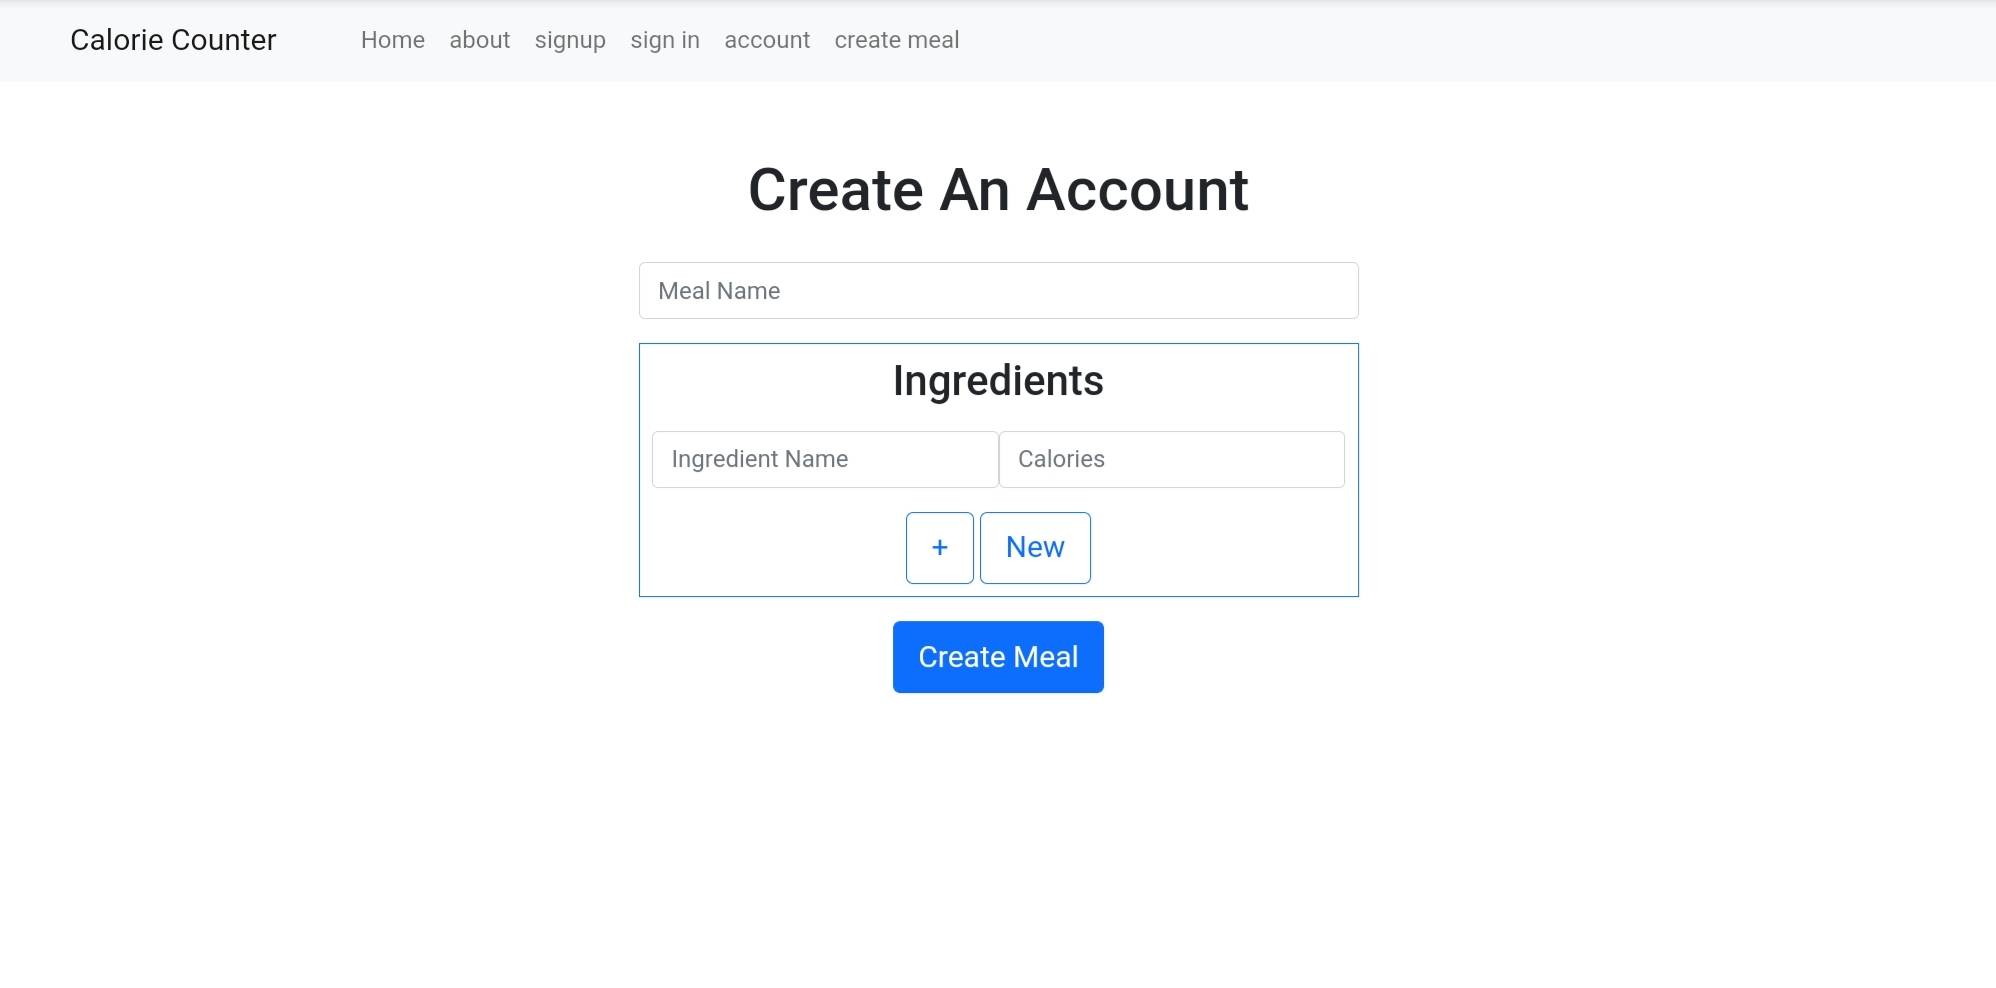 Calorie Counter Home about signup sign in account create meal
Create An Account
Meal Name
Ingredients
Ingredient Name Calories
+ New
Create Meal